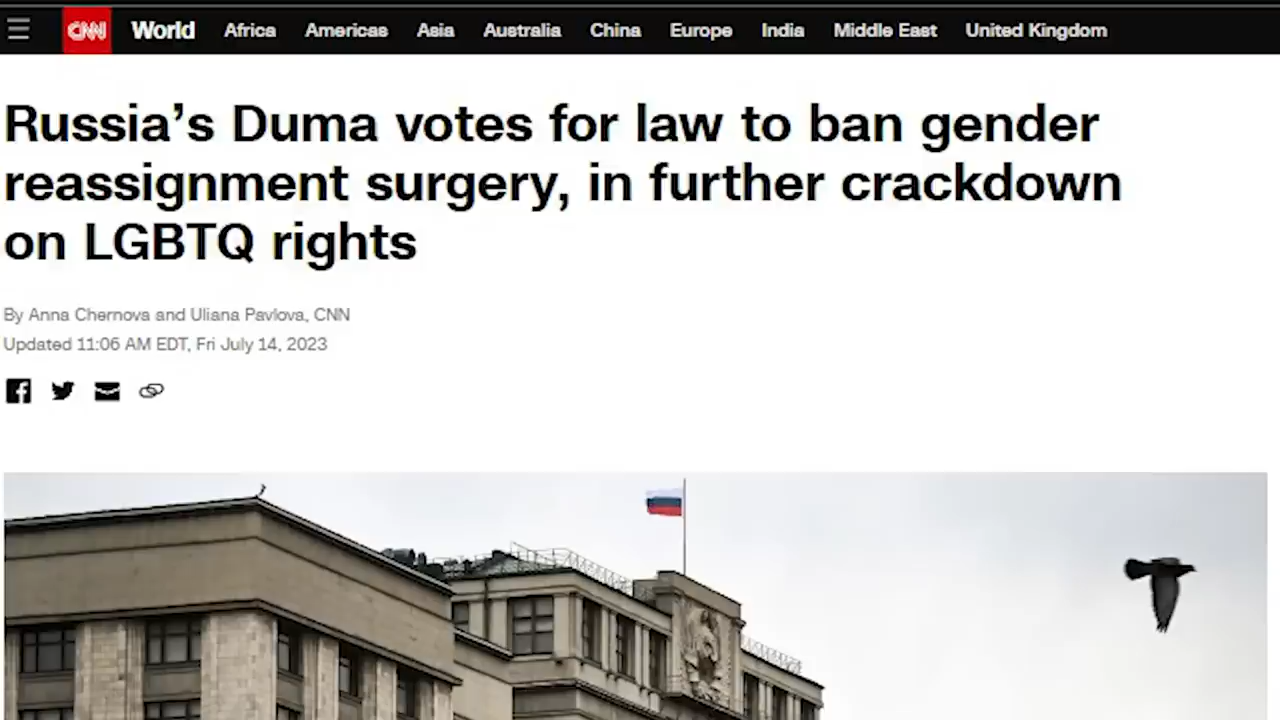 CNN World Africa Americas Asia Australia China Europe India Middle East United Kingdom
Russia’s Duma votes for law to ban gender
reassignment surgery, in further crackdown
on LGBTQ rights
By Anna Chernova and Uliana Pavlova, CNN
Updated 11:06 AM EDT, Fri July 14, 2023